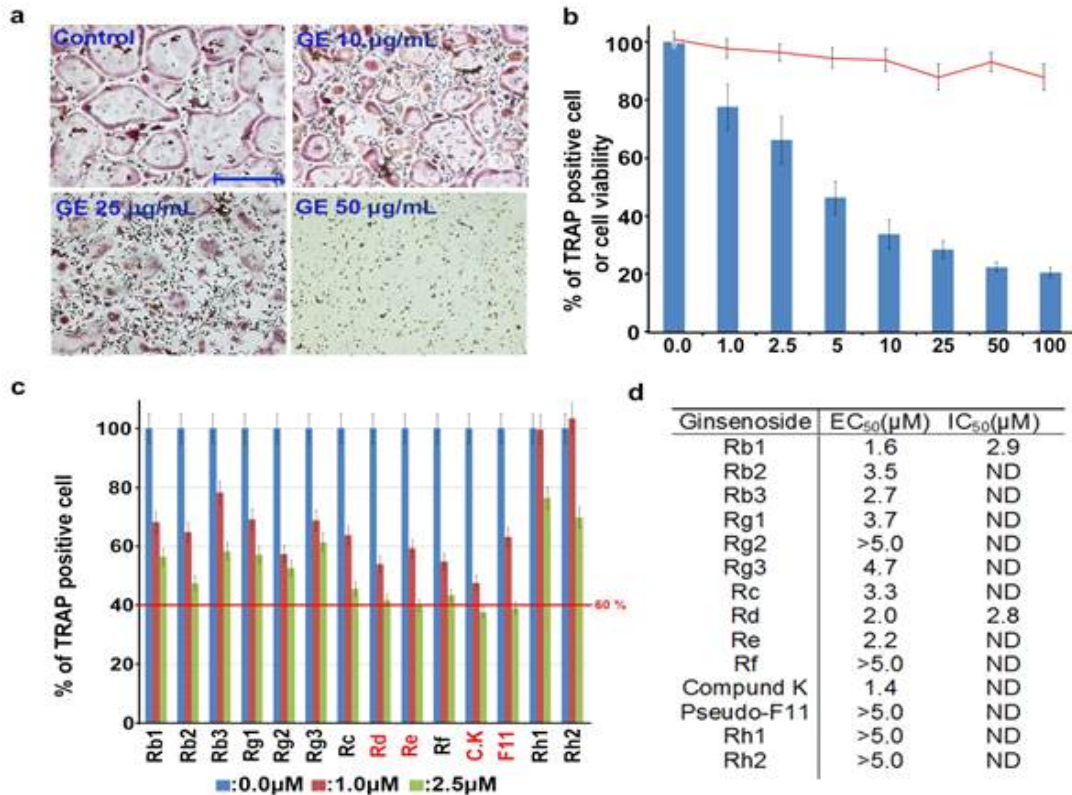 a
Control
GE 10 µg/mL
GE 25 µg/mL
GE 50 µg/mL
b
% of TRAP positive cell
or cell viability
100
80
60
40
20
0
0.0 1.0 2.5 5 10 25 50 100
c
% of TRAP positive cell
100
80
60
40
20
0
60 %
Rb1 Rb2 Rb3 Rg1 Rg2 Rg3 Rc Rd Re Rf C.K F11 Rh1 Rh2
:0.0µM :1.0µM :2.5µM
d
Ginsenoside EC50(µM) IC50(µM)
Rb1 1.6 2.9
Rb2 3.5 ND
Rb3 2.7 ND
Rg1 3.7 ND
Rg2 >5.0 ND
Rg3 4.7 ND
Rc 3.3 ND
Rd 2.0 2.8
Re 2.2 ND
Rf >5.0 ND
Compund K 1.4 ND
Pseudo-F11 >5.0 ND
Rh1 >5.0 ND
Rh2 >5.0 ND